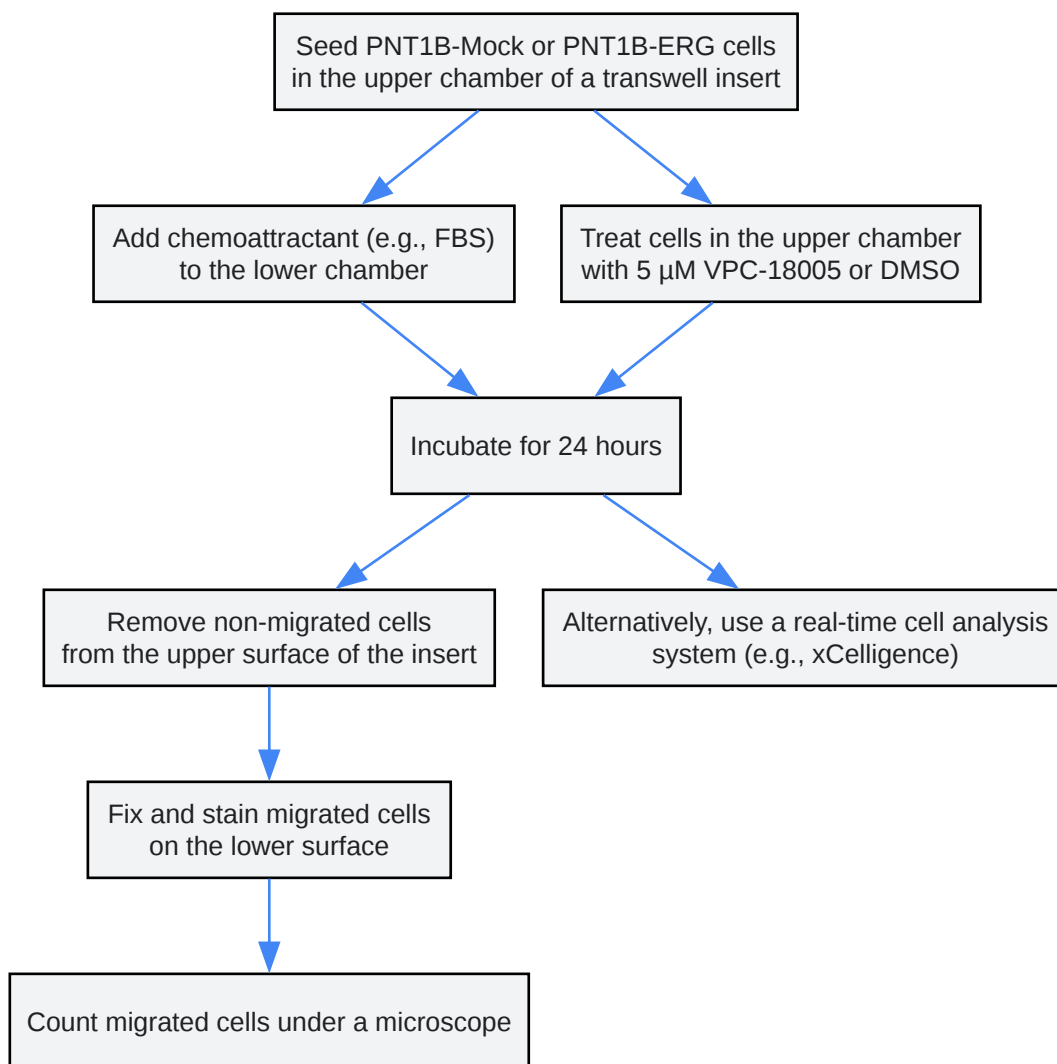 Seed PNT1B-Mock or PNT1B-ERG cells
in the upper chamber of a transwell insert
Add chemoattractant (e.g., FBS)
to the lower chamber
Treat cells in the upper chamber
with 5 µM VPC-18005 or DMSO
Incubate for 24 hours
Remove non-migrated cells
from the upper surface of the insert
Alternatively, use a real-time cell analysis
system (e.g., xCelligence)
Fix and stain migrated cells
on the lower surface
Count migrated cells under a microscope